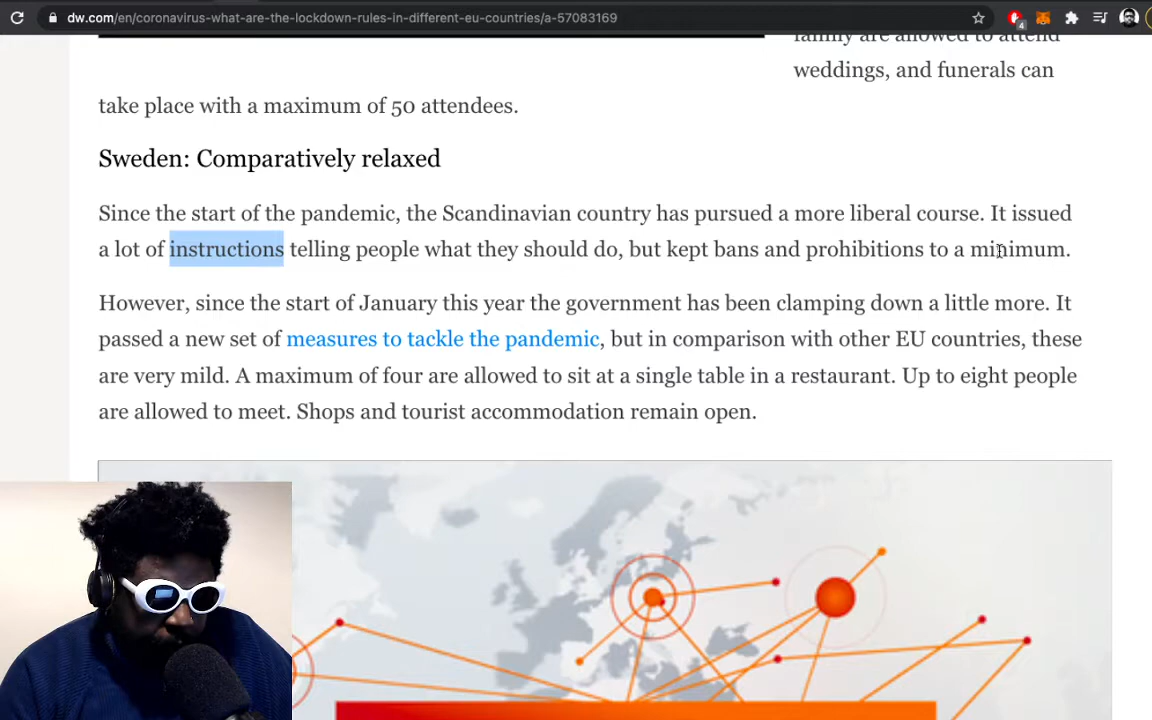 dw.com/en/coronavirus-what-are-the-lockdown-rules-in-different-eu-countries/a-57083169
4
family are allowed to attend
weddings, and funerals can
take place with a maximum of 50 attendees.
Sweden: Comparatively relaxed
Since the start of the pandemic, the Scandinavian country has pursued a more liberal course. It issued
a lot of instructions telling people what they should do, but kept bans and prohibitions to a minimum.
However, since the start of January this year the government has been clamping down a little more. It
passed a new set of measures to tackle the pandemic, but in comparison with other EU countries, these
are very mild. A maximum of four are allowed to sit at a single table in a restaurant. Up to eight people
are allowed to meet. Shops and tourist accommodation remain open.